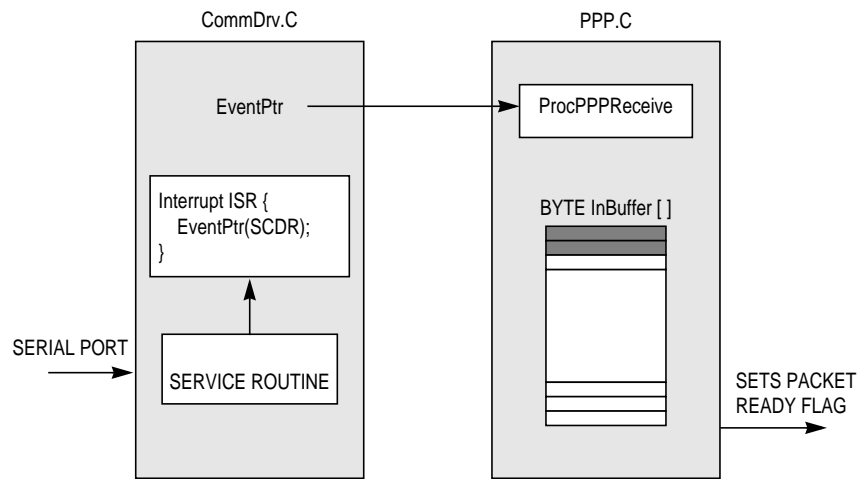 CommDrv.C
PPP.C
EventPtr
ProcPPPReceive
Interrupt ISR {
EventPtr(SCDR);
}
BYTE InBuffer [ ]
SERIAL PORT
SERVICE ROUTINE
SETS PACKET
READY FLAG